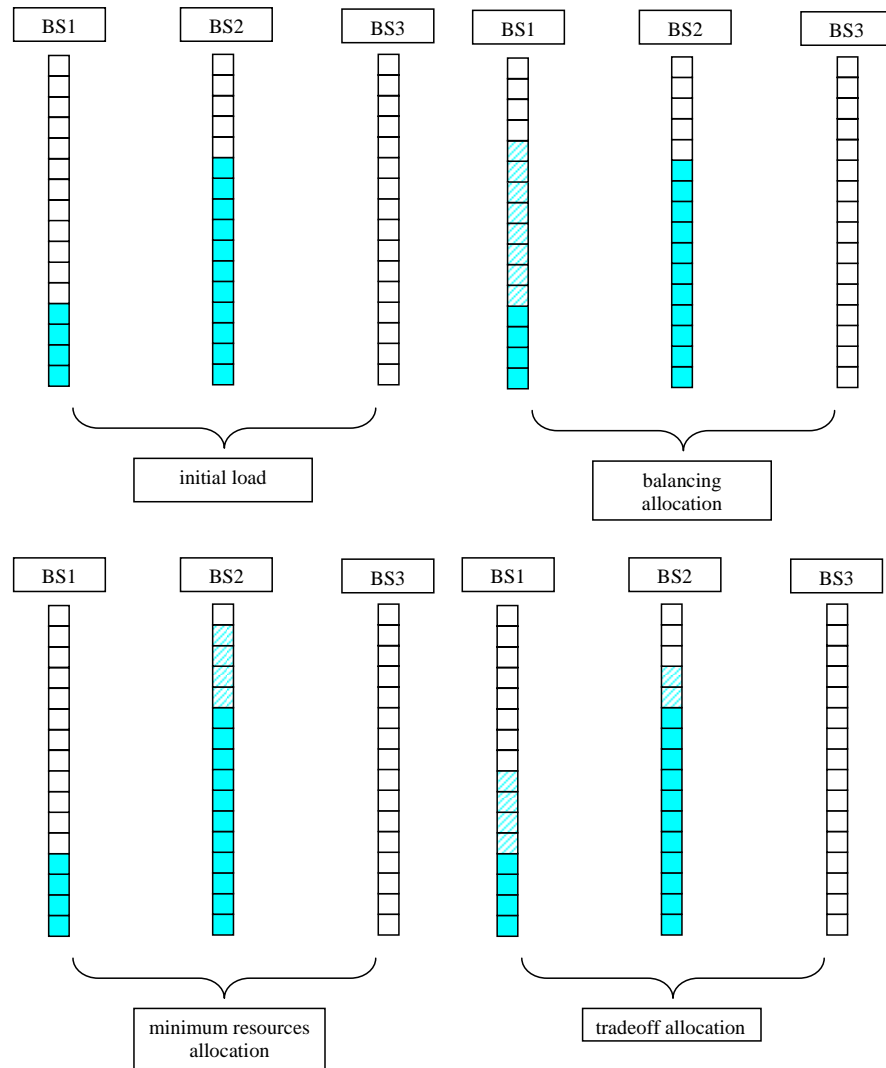 BS1
BS2
BS3
initial load
BS1
BS2
BS3
balancing
allocation
BS1
BS2
BS3
minimum resources
allocation
BS1
BS2
BS3
tradeoff allocation